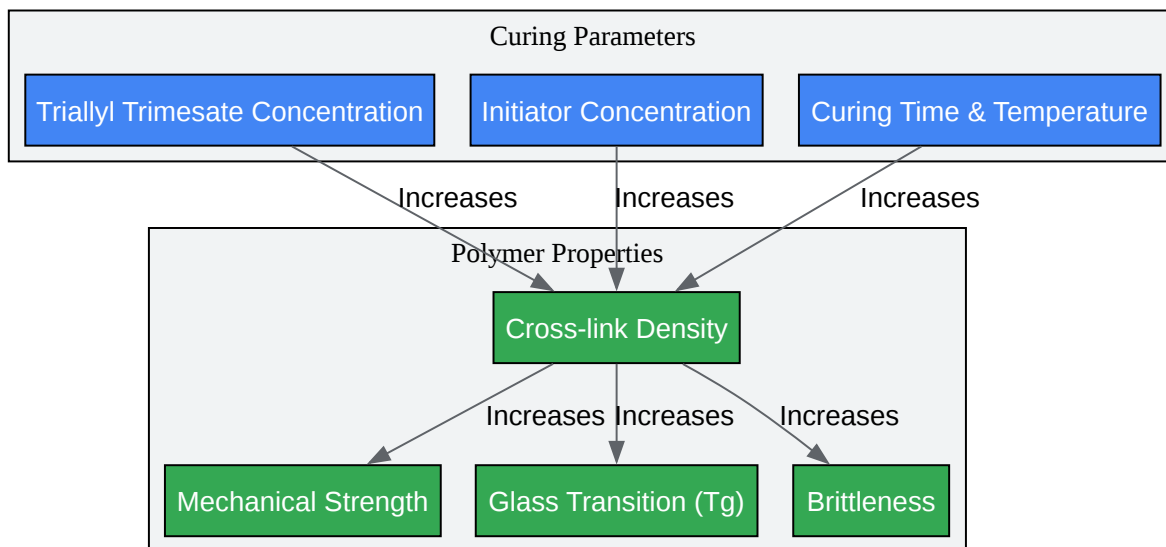 Curing Parameters
Triallyl Trimesate Concentration
Initiator Concentration
Curing Time & Temperature
Increases
Increases
Increases
Polymer Properties
Cross-link Density
Increases
Increases
Increases
Mechanical Strength
Glass Transition (Tg)
Brittleness